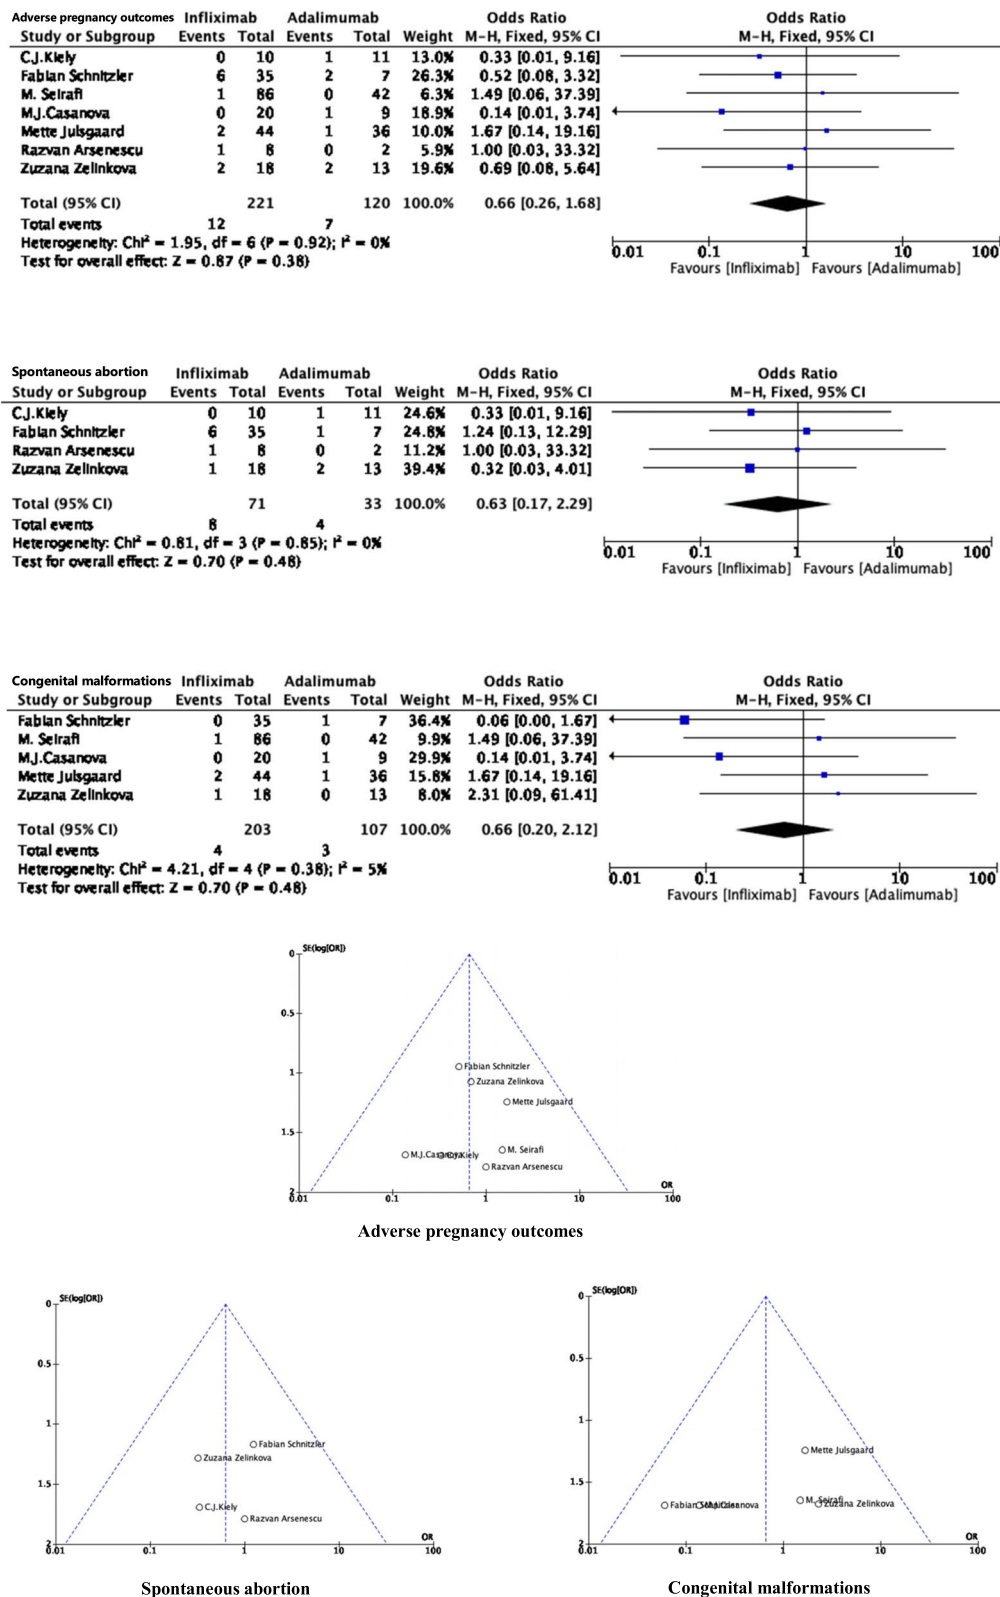 Adverse pregnancy outcomes Infliximab Adalimumab Odds Ratio Odds Ratio
Study or Subgroup Events Total Events Total Weight M-H, Fixed, 95% CI M-H, Fixed, 95% CI
C.J.Kiely 0 10 1 11 13.0% 0.33 [0.01, 9.16]
Fabian Schnitzler 6 35 2 7 26.3% 0.52 [0.08, 3.32]
M. Seirafi 1 86 0 42 6.3% 1.49 [0.06, 37.39]
M.J.Casanova 0 20 1 9 18.9% 0.14 [0.01, 3.74]
Mette Julsgaard 2 44 1 36 10.0% 1.67 [0.14, 19.16]
Razvan Arsenescu 1 8 0 2 5.9% 1.00 [0.03, 33.32]
Zuzana Zelinkova 2 18 2 13 19.6% 0.69 [0.08, 5.64]
Total (95% CI) 221 120 100.0% 0.66 [0.26, 1.68]
Total events 12 7
Heterogeneity: Chi² = 1.95, df = 6 (P = 0.92); I² = 0%
Test for overall effect: Z = 0.87 (P = 0.38)
0.01 0.1 1 10 100
Favours [Infliximab] Favours [Adalimumab]
Spontaneous abortion Infliximab Adalimumab Odds Ratio Odds Ratio
Study or Subgroup Events Total Events Total Weight M-H, Fixed, 95% CI M-H, Fixed, 95% CI
C.J.Kiely 0 10 1 11 24.6% 0.33 [0.01, 9.16]
Fabian Schnitzler 6 35 1 7 24.8% 1.24 [0.13, 12.29]
Razvan Arsenescu 1 8 0 2 11.2% 1.00 [0.03, 33.32]
Zuzana Zelinkova 1 18 2 13 39.4% 0.32 [0.03, 4.01]
Total (95% CI) 71 33 100.0% 0.63 [0.17, 2.29]
Total events 8 4
Heterogeneity: Chi² = 0.81, df = 3 (P = 0.85); I² = 0%
Test for overall effect: Z = 0.70 (P = 0.48)
0.01 0.1 1 10 100
Favours [Infliximab] Favours [Adalimumab]
Congenital malformations Infliximab Adalimumab Odds Ratio Odds Ratio
Study or Subgroup Events Total Events Total Weight M-H, Fixed, 95% CI M-H, Fixed, 95% CI
Fabian Schnitzler 0 35 1 7 36.4% 0.06 [0.00, 1.67]
M. Seirafi 1 86 0 42 9.9% 1.49 [0.06, 37.39]
M.J.Casanova 0 20 1 9 29.9% 0.14 [0.01, 3.74]
Mette Julsgaard 2 44 1 36 15.8% 1.67 [0.14, 19.16]
Zuzana Zelinkova 1 18 0 13 8.0% 2.31 [0.09, 61.41]
Total (95% CI) 203 107 100.0% 0.66 [0.20, 2.12]
Total events 4 3
Heterogeneity: Chi² = 4.21, df = 4 (P = 0.38); I² = 5%
Test for overall effect: Z = 0.70 (P = 0.48)
0.01 0.1 1 10 100
Favours [Infliximab] Favours [Adalimumab]
SE(log[OR])
0
0.5
1
1.5
2
Fabian Schnitzler
Zuzana Zelinkova
Mette Julsgaard
M. Seirafi
M.J.Casanova C.J.Kiely
Razvan Arsenescu
OR
0.01 0.1 1 10 100
Adverse pregnancy outcomes
SE(log[OR])
0
0.5
1
1.5
2
Fabian Schnitzler
Zuzana Zelinkova
C.J.Kiely
Razvan Arsenescu
OR
0.01 0.1 1 10 100
Spontaneous abortion
SE(log[OR])
0
0.5
1
1.5
2
Mette Julsgaard
M. Seirafi
Fabian Schnitzler M.J.Casanova Zuzana Zelinkova
OR
0.01 0.1 1 10 100
Congenital malformations